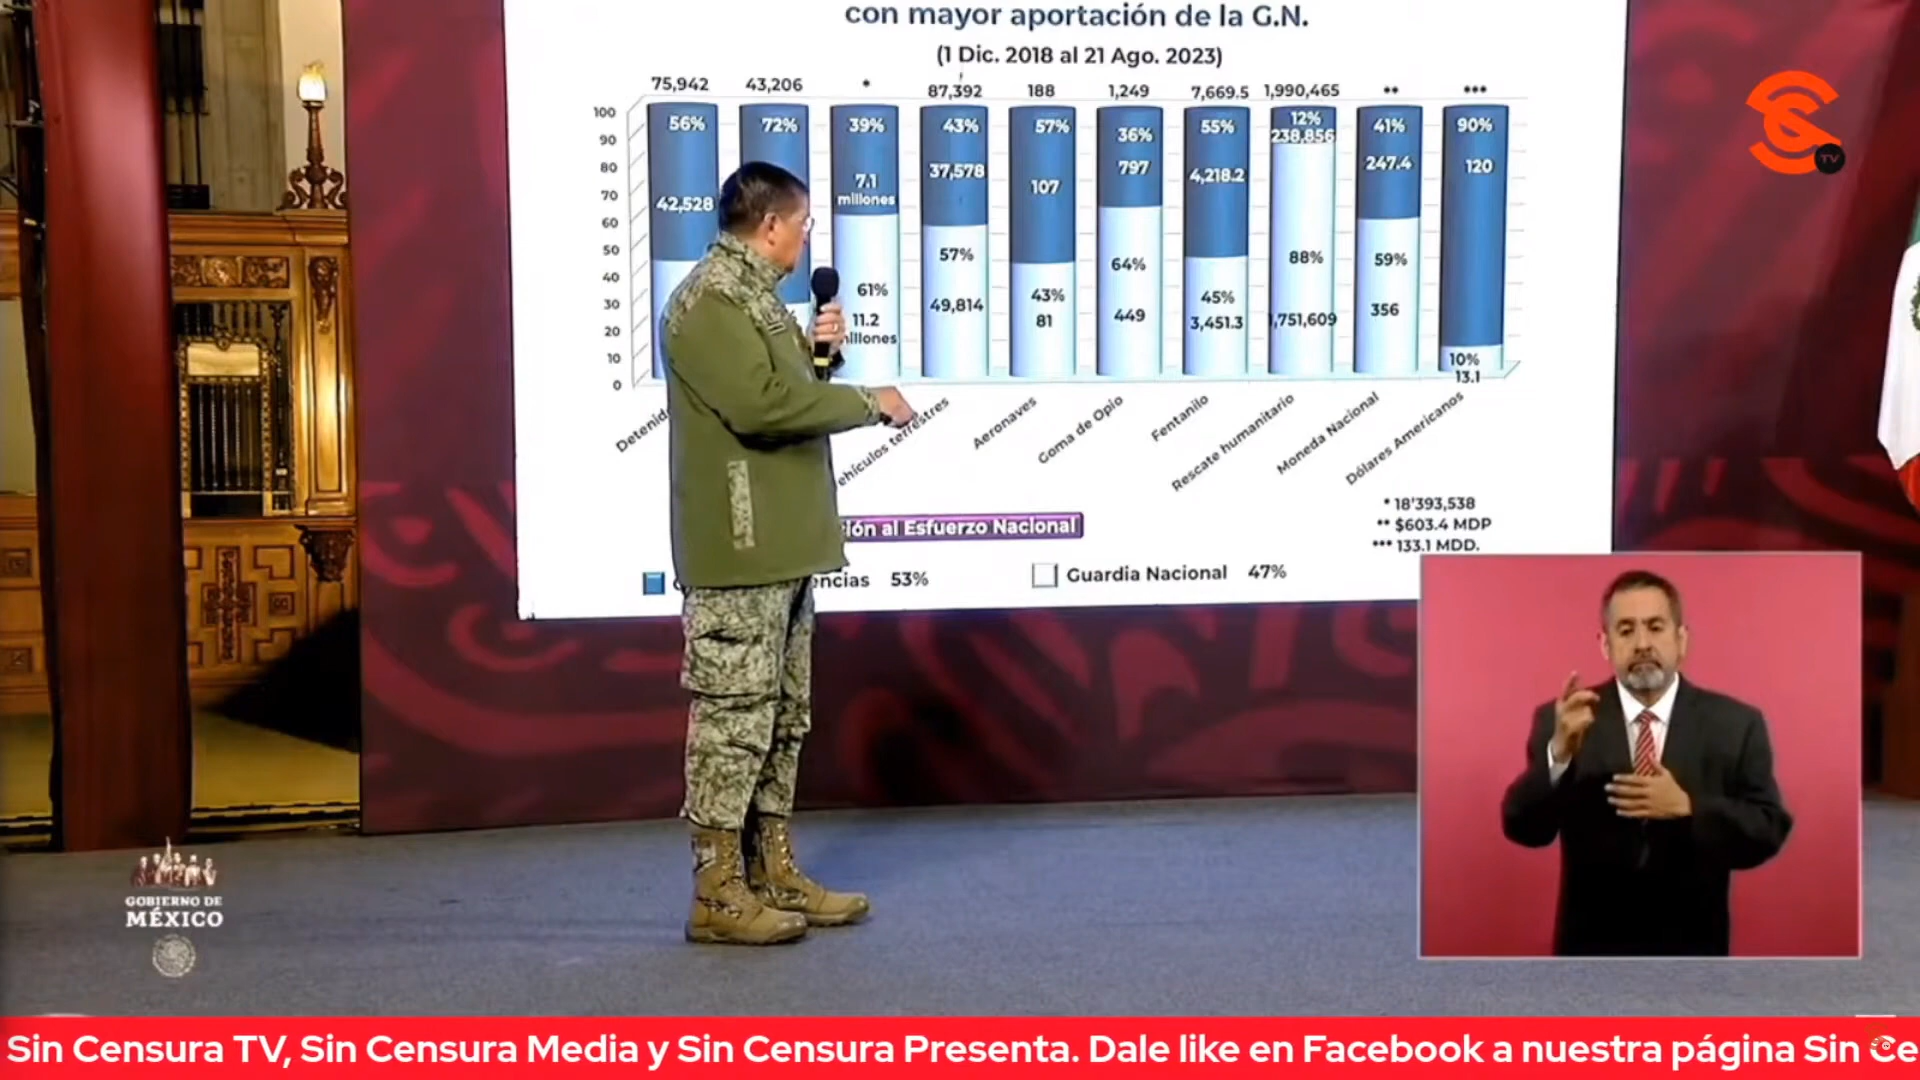 con mayor aportación de la G.N.
(1 Dic. 2018 al 21 Ago. 2023)
75,942 43,206 * 87,392 188 1,249 7,669.5 1,990,465 ** ***
100
90
80
70
60
50
40
30
20
10
0
56% 72% 39% 43% 57% 36% 55% 12% 41% 90%
42,528 7.1 millones 37,578 107 797 4,218.2 238,856 247.4 120
61% 57% 43% 64% 45% 88% 59% 10%
11.2 49,814 81 449 3,451.3 1,751,609 356 13.1
Aeronaves
Goma de Opio
Fentanilo
Rescate humanitario
Moneda Nacional
Dólares Americanos
* 18'393,538
** $603.4 MDP
*** 133.1 MDD.
al Esfuerzo Nacional
53%
Guardia Nacional 47%
TV
GOBIERNO DE
MÉXICO
Sin Censura TV, Sin Censura Media y Sin Censura Presenta. Dale like en Facebook a nuestra página Sin Ce